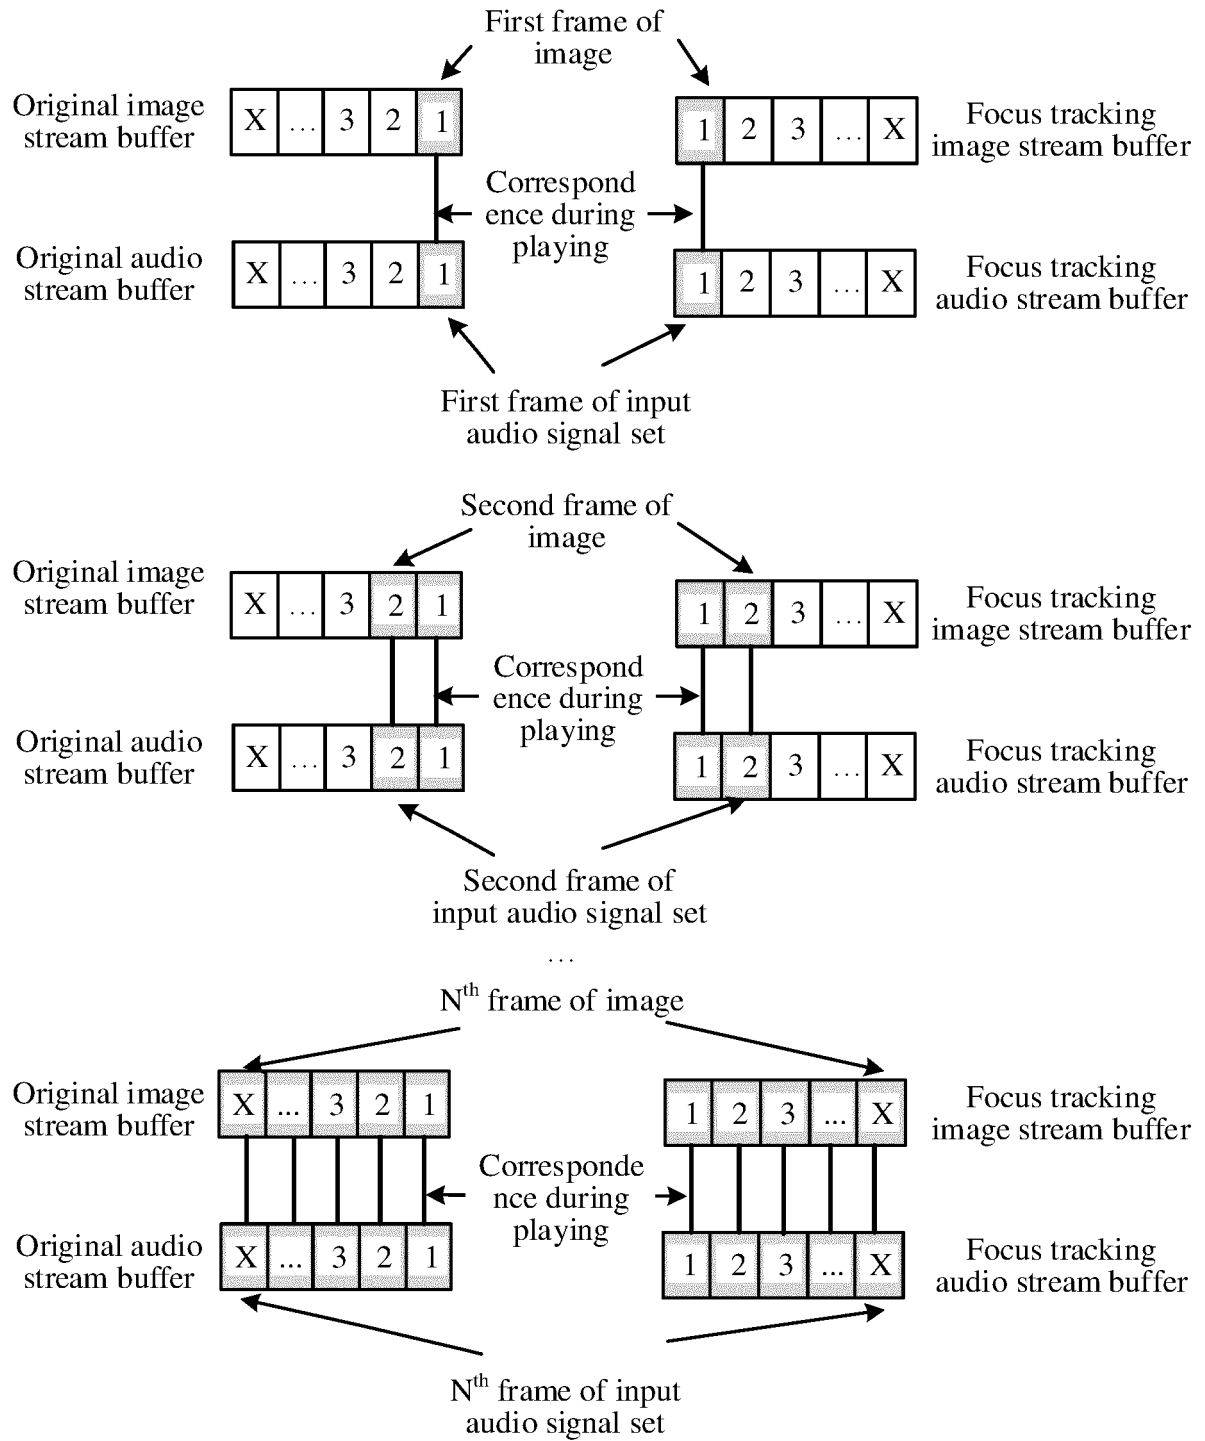 First frame of
image
Original image
stream buffer
X ... 3 2 1
1 2 3 ... X
Focus tracking
image stream buffer
Correspond
ence during
playing
Original audio
stream buffer
X ... 3 2 1
1 2 3 ... X
Focus tracking
audio stream buffer
First frame of input
audio signal set
Second frame of
image
Original image
stream buffer
X ... 3 2 1
1 2 3 ... X
Focus tracking
image stream buffer
Correspond
ence during
playing
Original audio
stream buffer
X ... 3 2 1
1 2 3 ... X
Focus tracking
audio stream buffer
Second frame of
input audio signal set
...
Nth frame of image
Original image
stream buffer
X ... 3 2 1
1 2 3 ... X
Focus tracking
image stream buffer
Corresponde
nce during
playing
Original audio
stream buffer
X ... 3 2 1
1 2 3 ... X
Focus tracking
audio stream buffer
Nth frame of input
audio signal set